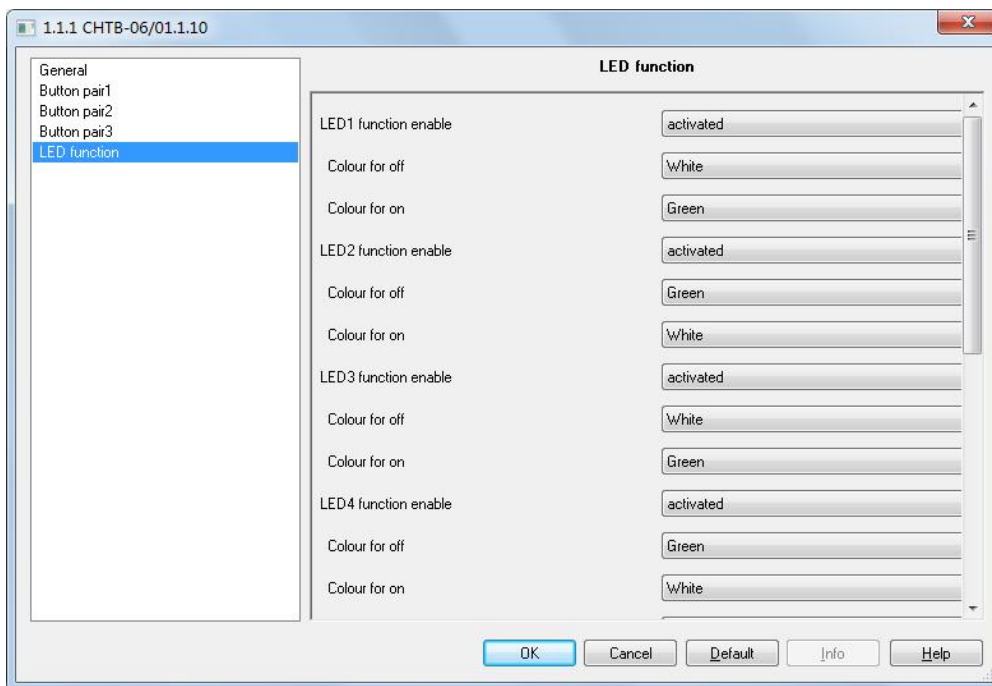 1.1.1 CHTB-06/01.1.10
General
Button pair1
Button pair2
Button pair3
LED function
LED function
LED1 function enable activated
Colour for off White
Colour for on Green
LED2 function enable activated
Colour for off Green
Colour for on White
LED3 function enable activated
Colour for off White
Colour for on Green
LED4 function enable activated
Colour for off Green
Colour for on White
OK Cancel Default Info Help